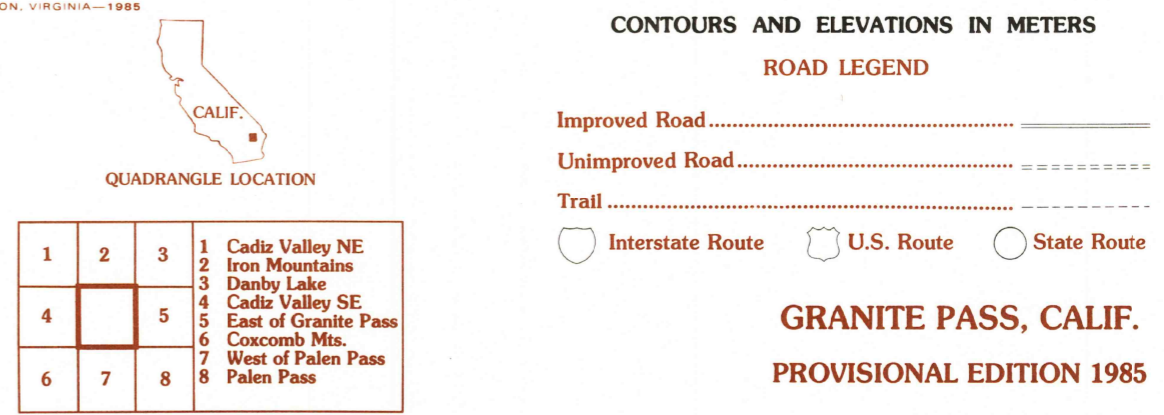 ON, VIRGINIA—1985
CALIF.
QUADRANGLE LOCATION
1 2 3
4 5
6 7 8
1 Cadiz Valley NE
2 Iron Mountains
3 Danby Lake
4 Cadiz Valley SE
5 East of Granite Pass
6 Coxcomb Mts.
7 West of Palen Pass
8 Palen Pass
CONTOURS AND ELEVATIONS IN METERS
ROAD LEGEND
Improved Road
Unimproved Road
Trail
Interstate Route U.S. Route State Route
GRANITE PASS, CALIF.
PROVISIONAL EDITION 1985